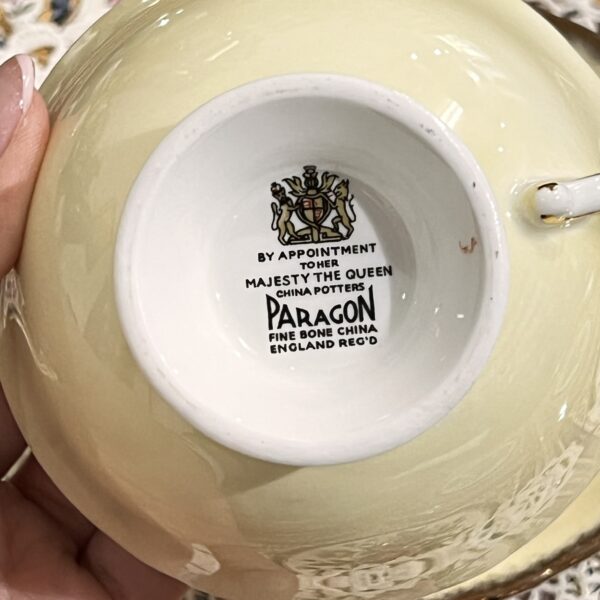 BY APPOINTMENT
TO HER
MAJESTY THE QUEEN
CHINA POTTERS
PARAGON
FINE BONE CHINA
ENGLAND REG'D